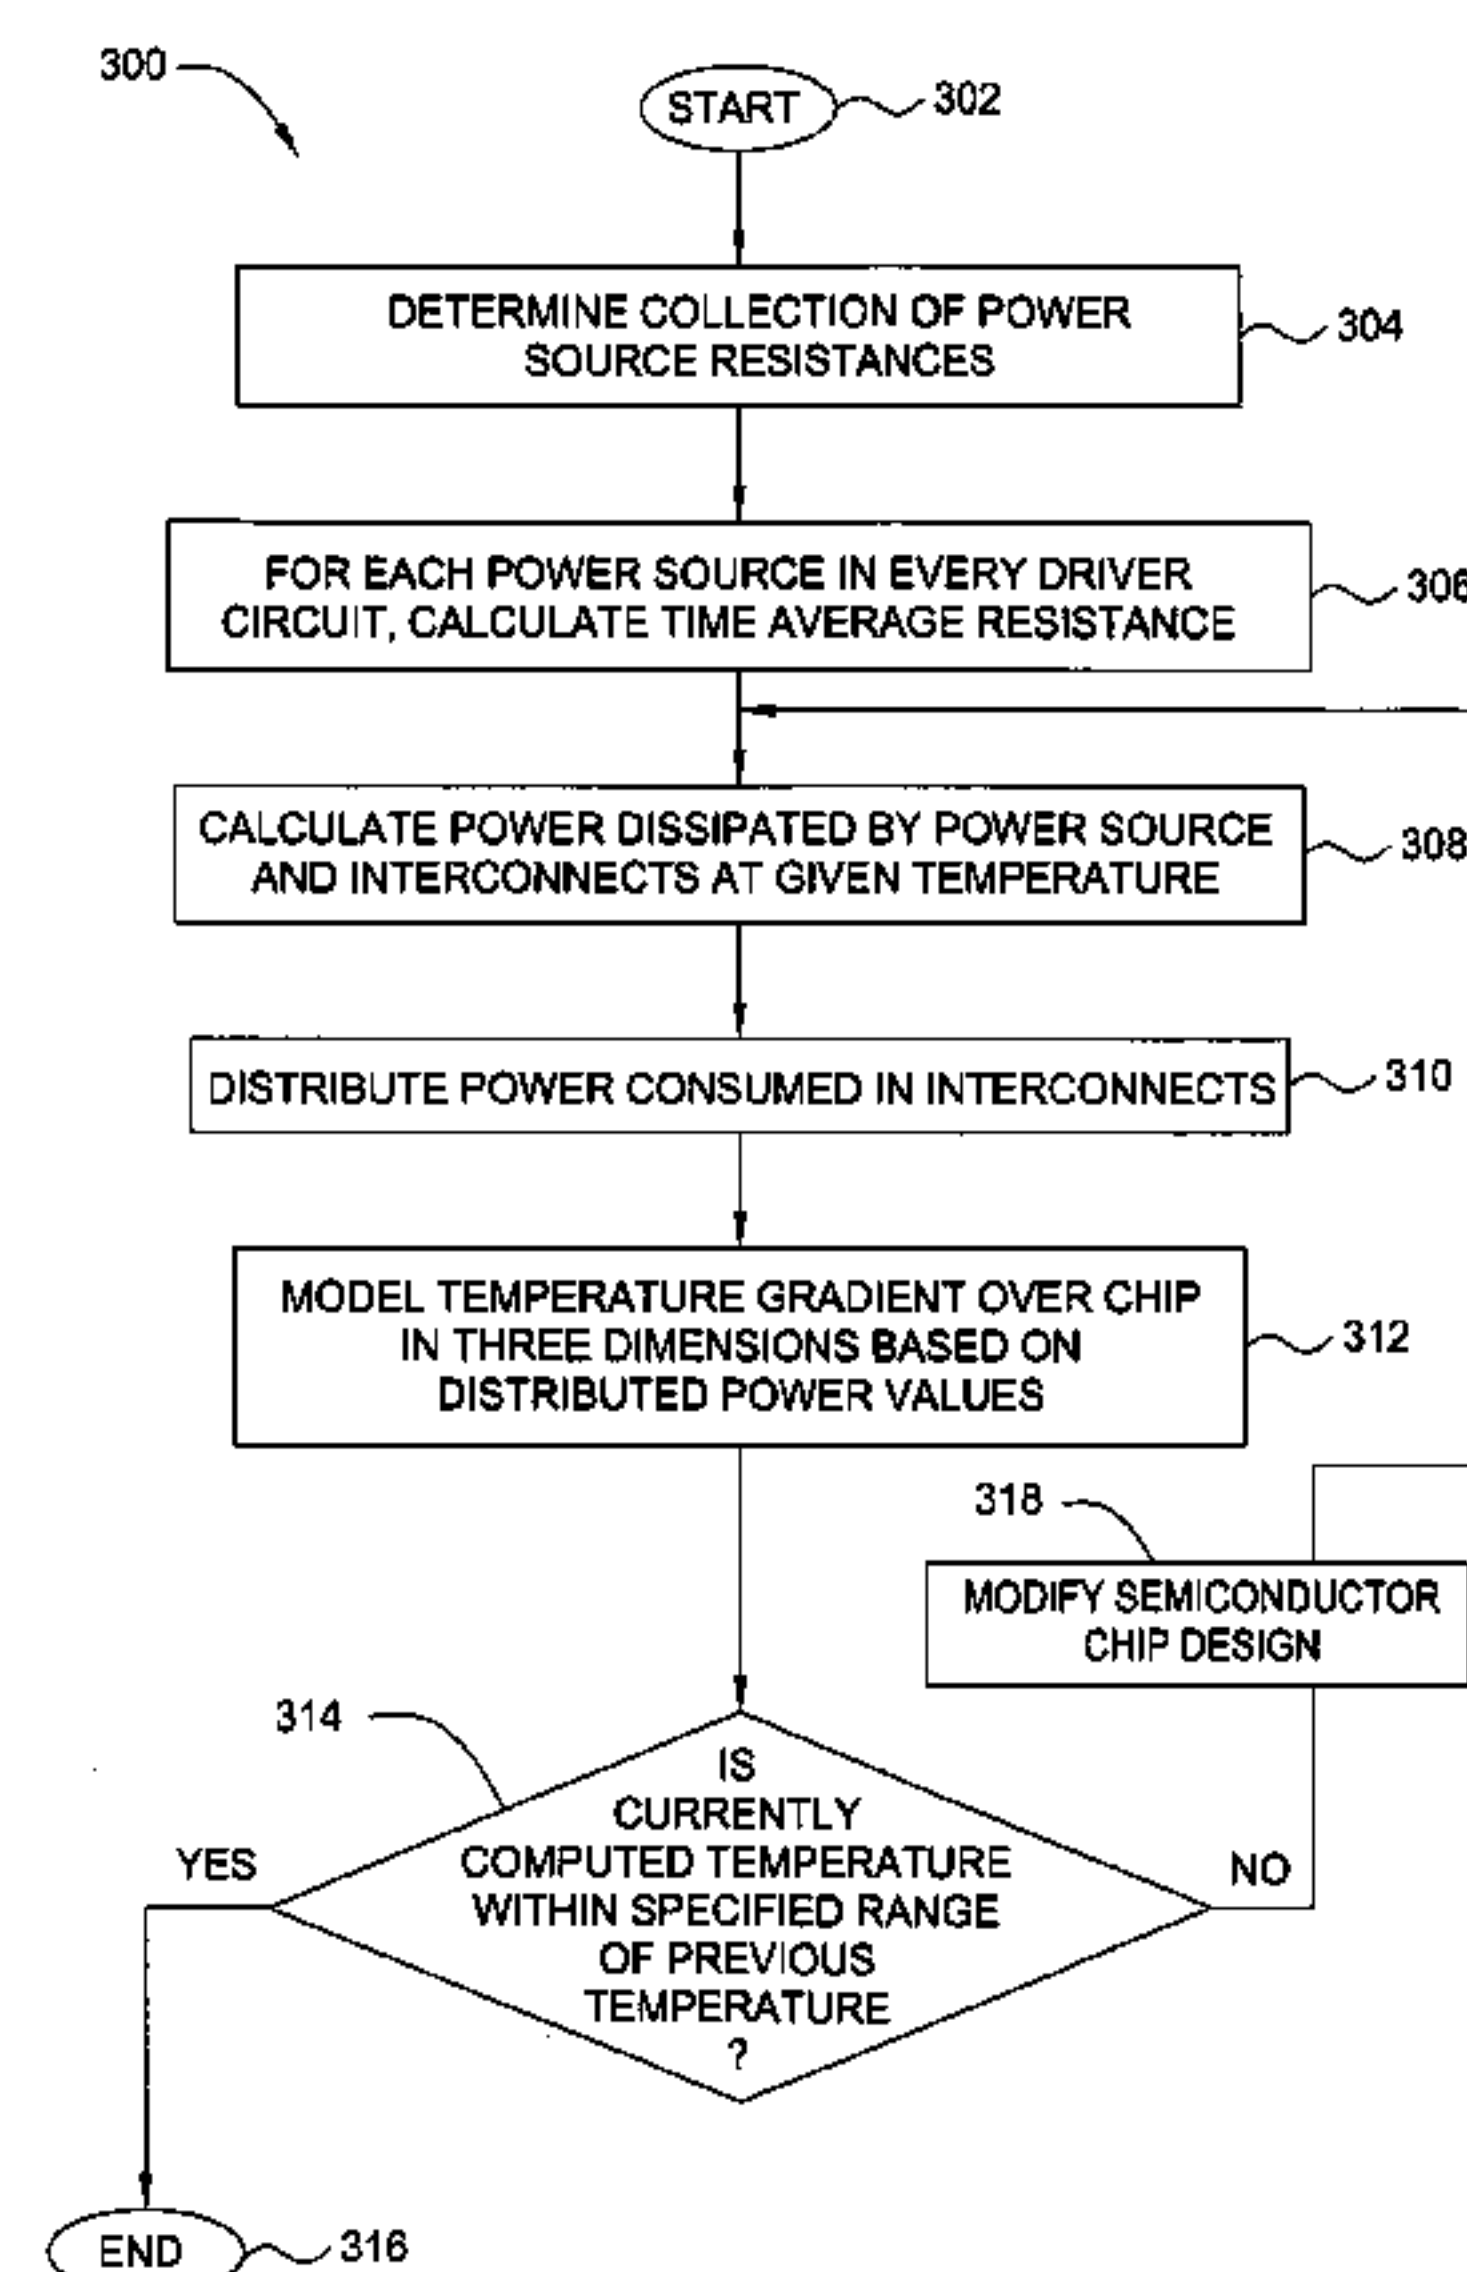 300
START
302
DETERMINE COLLECTION OF POWER
SOURCE RESISTANCES
304
FOR EACH POWER SOURCE IN EVERY DRIVER
CIRCUIT, CALCULATE TIME AVERAGE RESISTANCE
306
CALCULATE POWER DISSIPATED BY POWER SOURCE
AND INTERCONNECTS AT GIVEN TEMPERATURE
308
DISTRIBUTE POWER CONSUMED IN INTERCONNECTS
310
MODEL TEMPERATURE GRADIENT OVER CHIP
IN THREE DIMENSIONS BASED ON
DISTRIBUTED POWER VALUES
312
318
MODIFY SEMICONDUCTOR
CHIP DESIGN
314
IS
CURRENTLY
COMPUTED TEMPERATURE
WITHIN SPECIFIED RANGE
OF PREVIOUS
TEMPERATURE
?
YES
NO
END
316